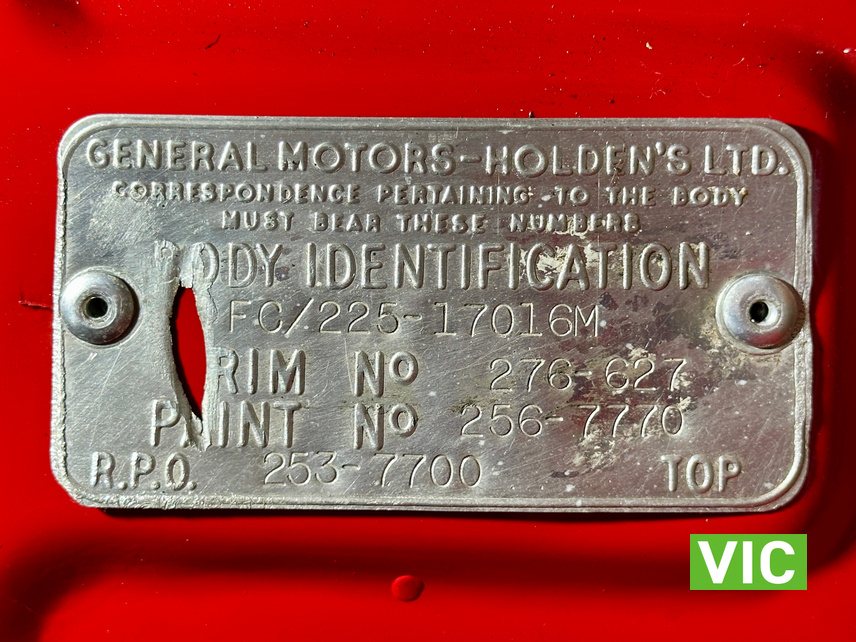 GENERAL MOTORS-HOLDEN'S LTD.
CORRESPONDENCE PERTAINING TO THE BODY
MUST BEAR THESE NUMBERS
BODY IDENTIFICATION
FC/225-17016M
RIM No 276-627
PAINT No 256-7770
R.P.O. 253-7700 TOP
VIC